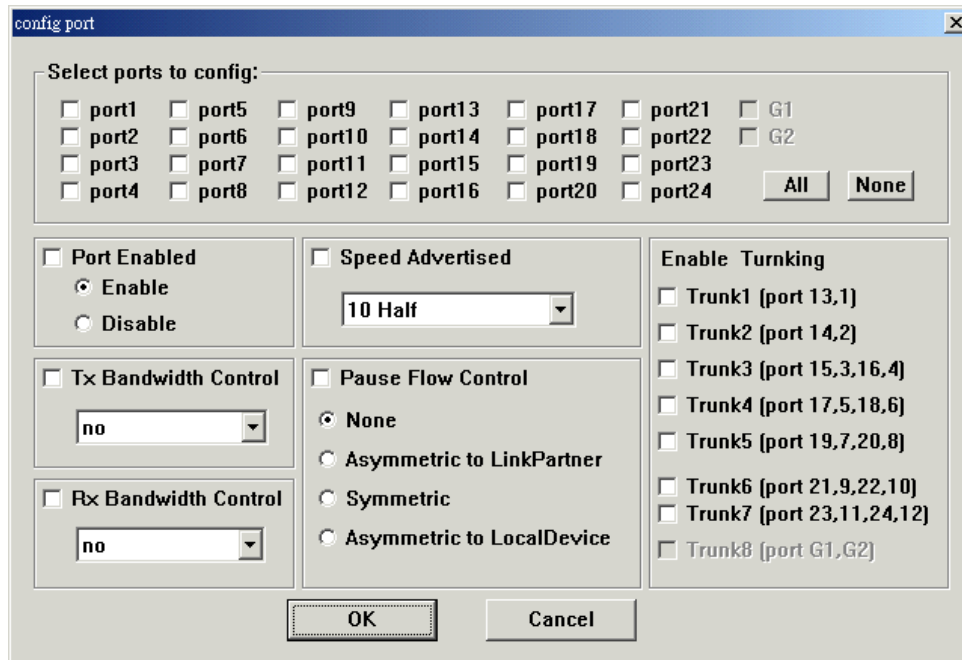 config port
Select ports to config:
port1 port5 port9 port13 port17 port21 G1
port2 port6 port10 port14 port18 port22 G2
port3 port7 port11 port15 port19 port23
port4 port8 port12 port16 port20 port24
All None
Port Enabled
Enable
Disable
Speed Advertised
10 Half
Enable Turnking
Trunk1 (port 13,1)
Trunk2 (port 14,2)
Trunk3 (port 15,3,16,4)
Trunk4 (port 17,5,18,6)
Trunk5 (port 19,7,20,8)
Trunk6 (port 21,9,22,10)
Trunk7 (port 23,11,24,12)
Trunk8 (port G1,G2)
Tx Bandwidth Control
no
Pause Flow Control
None
Asymmetric to LinkPartner
Symmetric
Asymmetric to LocalDevice
Rx Bandwidth Control
no
OK Cancel